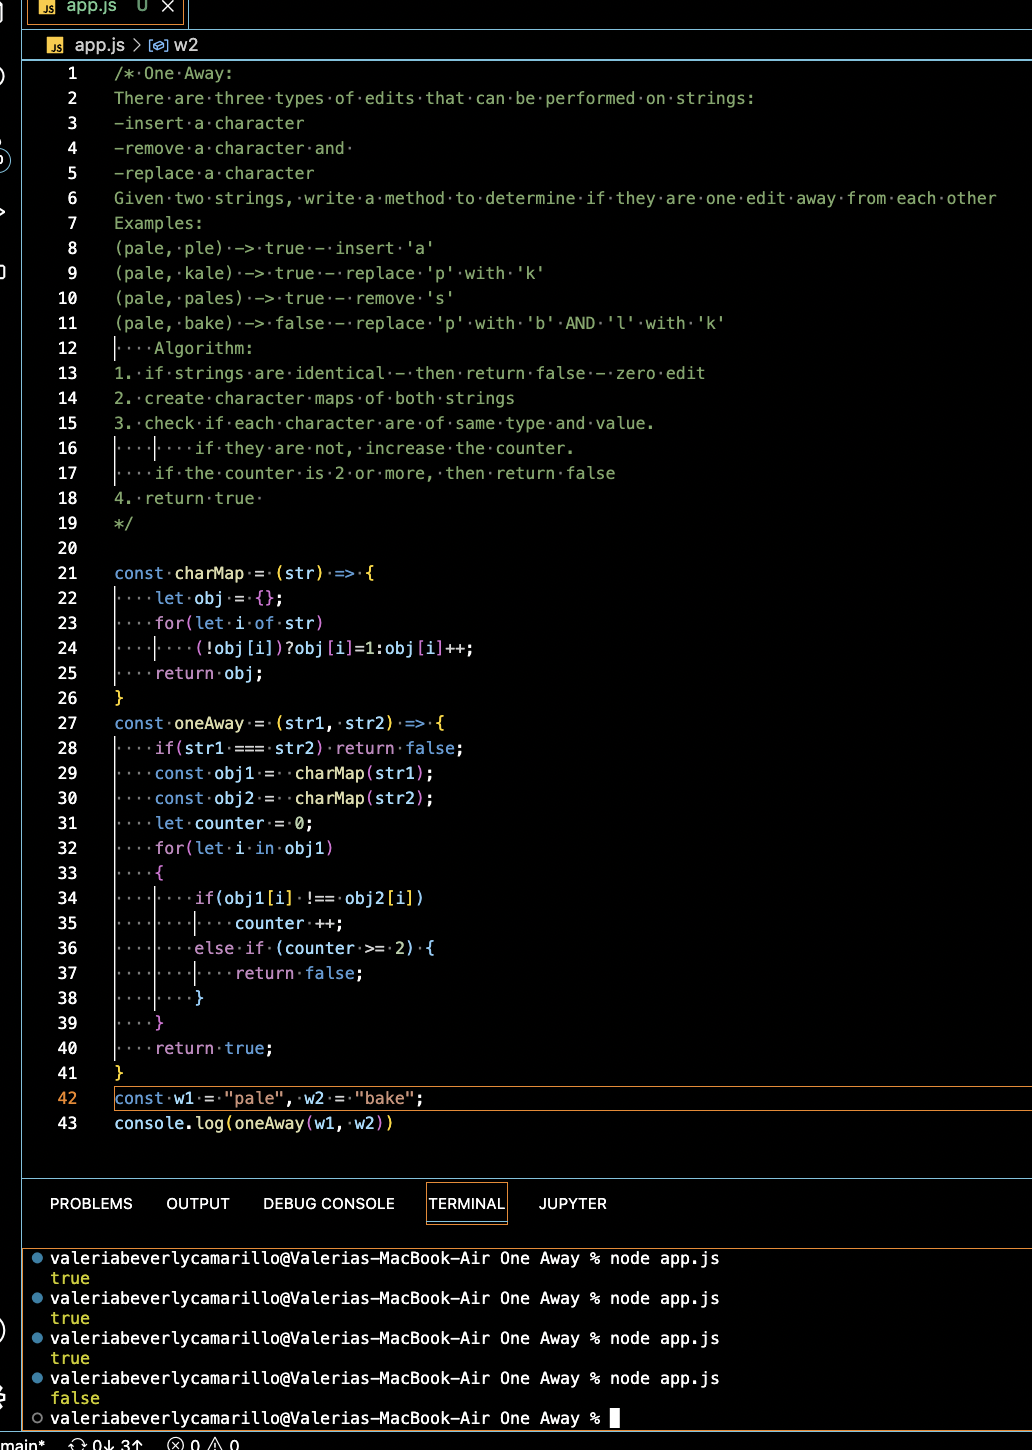 JS app.js U
JS app.js > w2
1 /* One Away:
2 There are three types of edits that can be performed on strings:
3 -insert a character
4 -remove a character and
5 -replace a character
6 Given two strings, write a method to determine if they are one edit away from each other
7 Examples:
8 (pale, ple) -> true - insert 'a'
9 (pale, kale) -> true - replace 'p' with 'k'
10 (pale, pales) -> true - remove 's'
11 (pale, bake) -> false - replace 'p' with 'b' AND 'l' with 'k'
12     Algorithm:
13 1. if strings are identical - then return false - zero edit
14 2. create character maps of both strings
15 3. check if each character are of same type and value.
16         if they are not, increase the counter.
17     if the counter is 2 or more, then return false
18 4. return true
19 */
20
21 const charMap = (str) => {
22     let obj = {};
23     for(let i of str)
24         (!obj[i])?obj[i]=1:obj[i]++;
25     return obj;
26 }
27 const oneAway = (str1, str2) => {
28     if(str1 === str2) return false;
29     const obj1 =  charMap(str1);
30     const obj2 =  charMap(str2);
31     let counter = 0;
32     for(let i in obj1)
33     {
34         if(obj1[i] !== obj2[i])
35             counter ++;
36         else if (counter >= 2) {
37             return false;
38         }
39     }
40     return true;
41 }
42 const w1 = "pale", w2 = "bake";
43 console.log(oneAway(w1, w2))
PROBLEMS OUTPUT DEBUG CONSOLE TERMINAL JUPYTER
valeriabeverlycamarillo@Valerias-MacBook-Air One Away % node app.js
true
valeriabeverlycamarillo@Valerias-MacBook-Air One Away % node app.js
true
valeriabeverlycamarillo@Valerias-MacBook-Air One Away % node app.js
true
valeriabeverlycamarillo@Valerias-MacBook-Air One Away % node app.js
false
valeriabeverlycamarillo@Valerias-MacBook-Air One Away %
main* 0↓ 3↑ 0 0